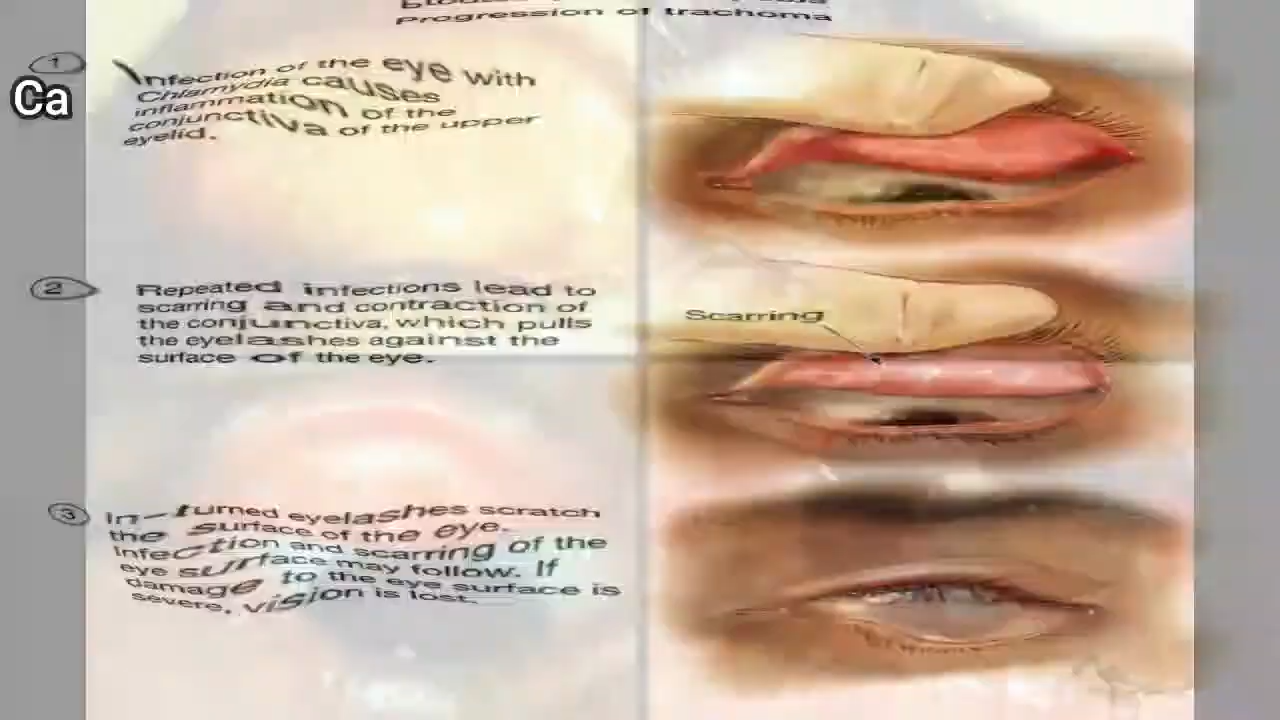 Progression of trachoma
1
Infection of the eye with
Chlamydia causes
inflammation of the
conjunctiva of the upper
eyelid.
Ca
2
Repeated infections lead to
scarring and contraction of
the conjunctiva, which pulls
the eyelashes against the
surface of the eye.
Scarring
3
In-turned eyelashes scratch
the surface of the eye.
Infection and scarring of the
eye surface may follow. If
damage to the eye surface is
severe, vision is lost.